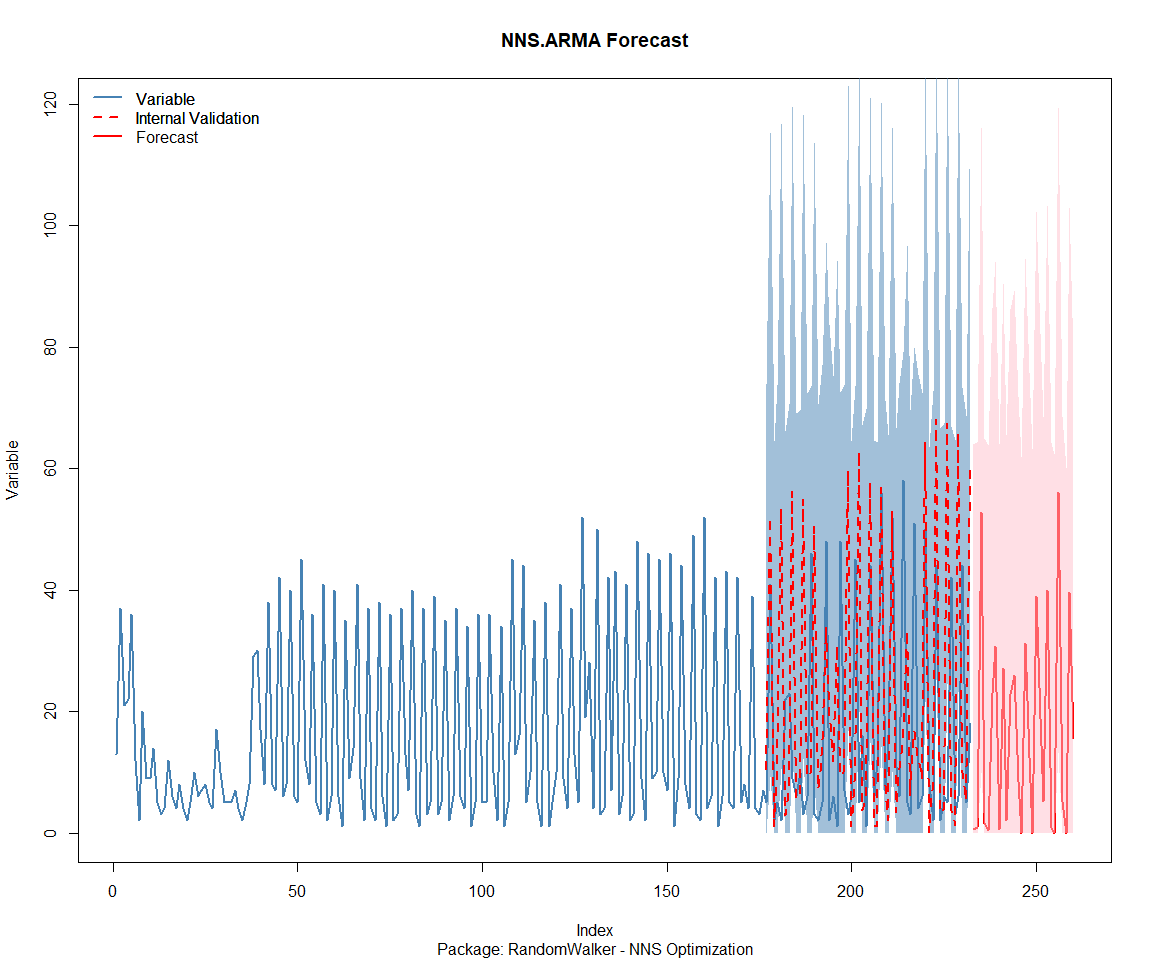 NNS.ARMA Forecast
Variable
Internal Validation
Forecast
120
100
80
60
40
20
0
Variable
0 50 100 150 200 250
Index
Package: RandomWalker - NNS Optimization